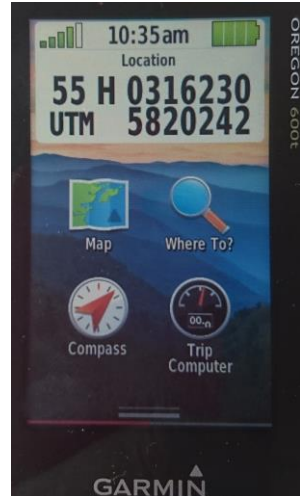 10:35am
Location
55 H 0316230
UTM 5820242
Map
Where To?
Compass
Trip
Computer
GARMIN
OREGON 600t